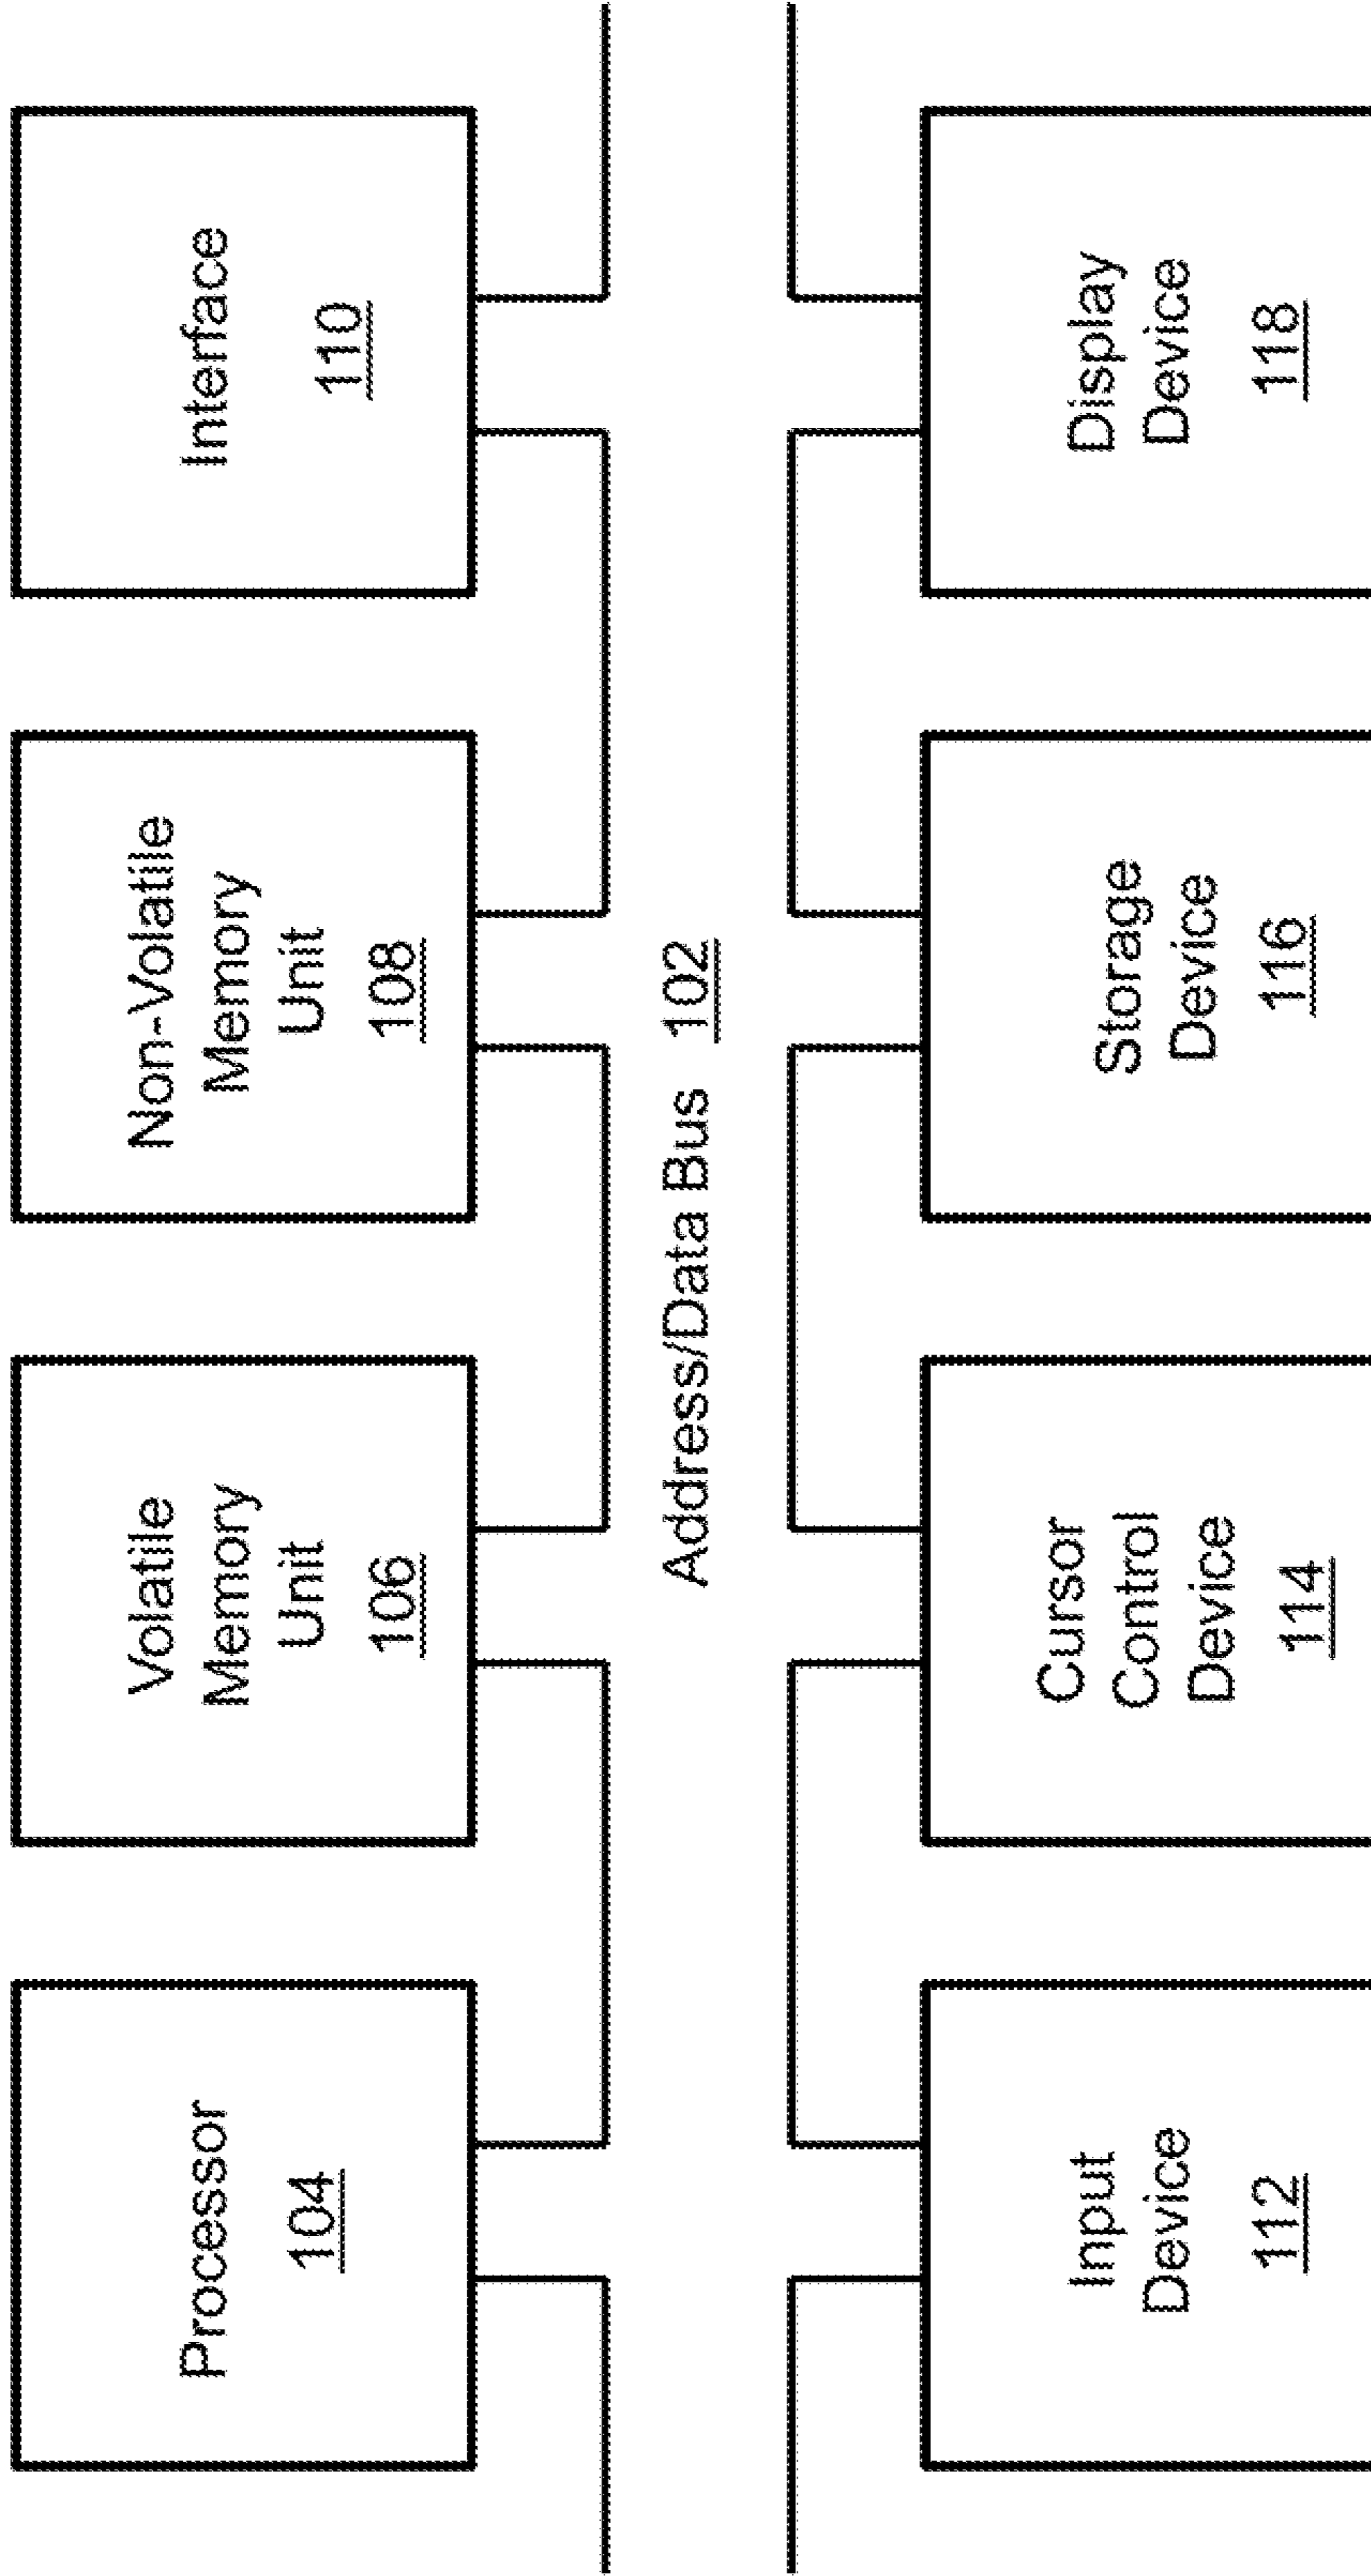 Processor
104
Volatile
Memory
Unit
106
Non-Volatile
Memory
Unit
108
Interface
110
Address/Data Bus 102
Input
Device
112
Cursor
Control
Device
114
Storage
Device
116
Display
Device
118